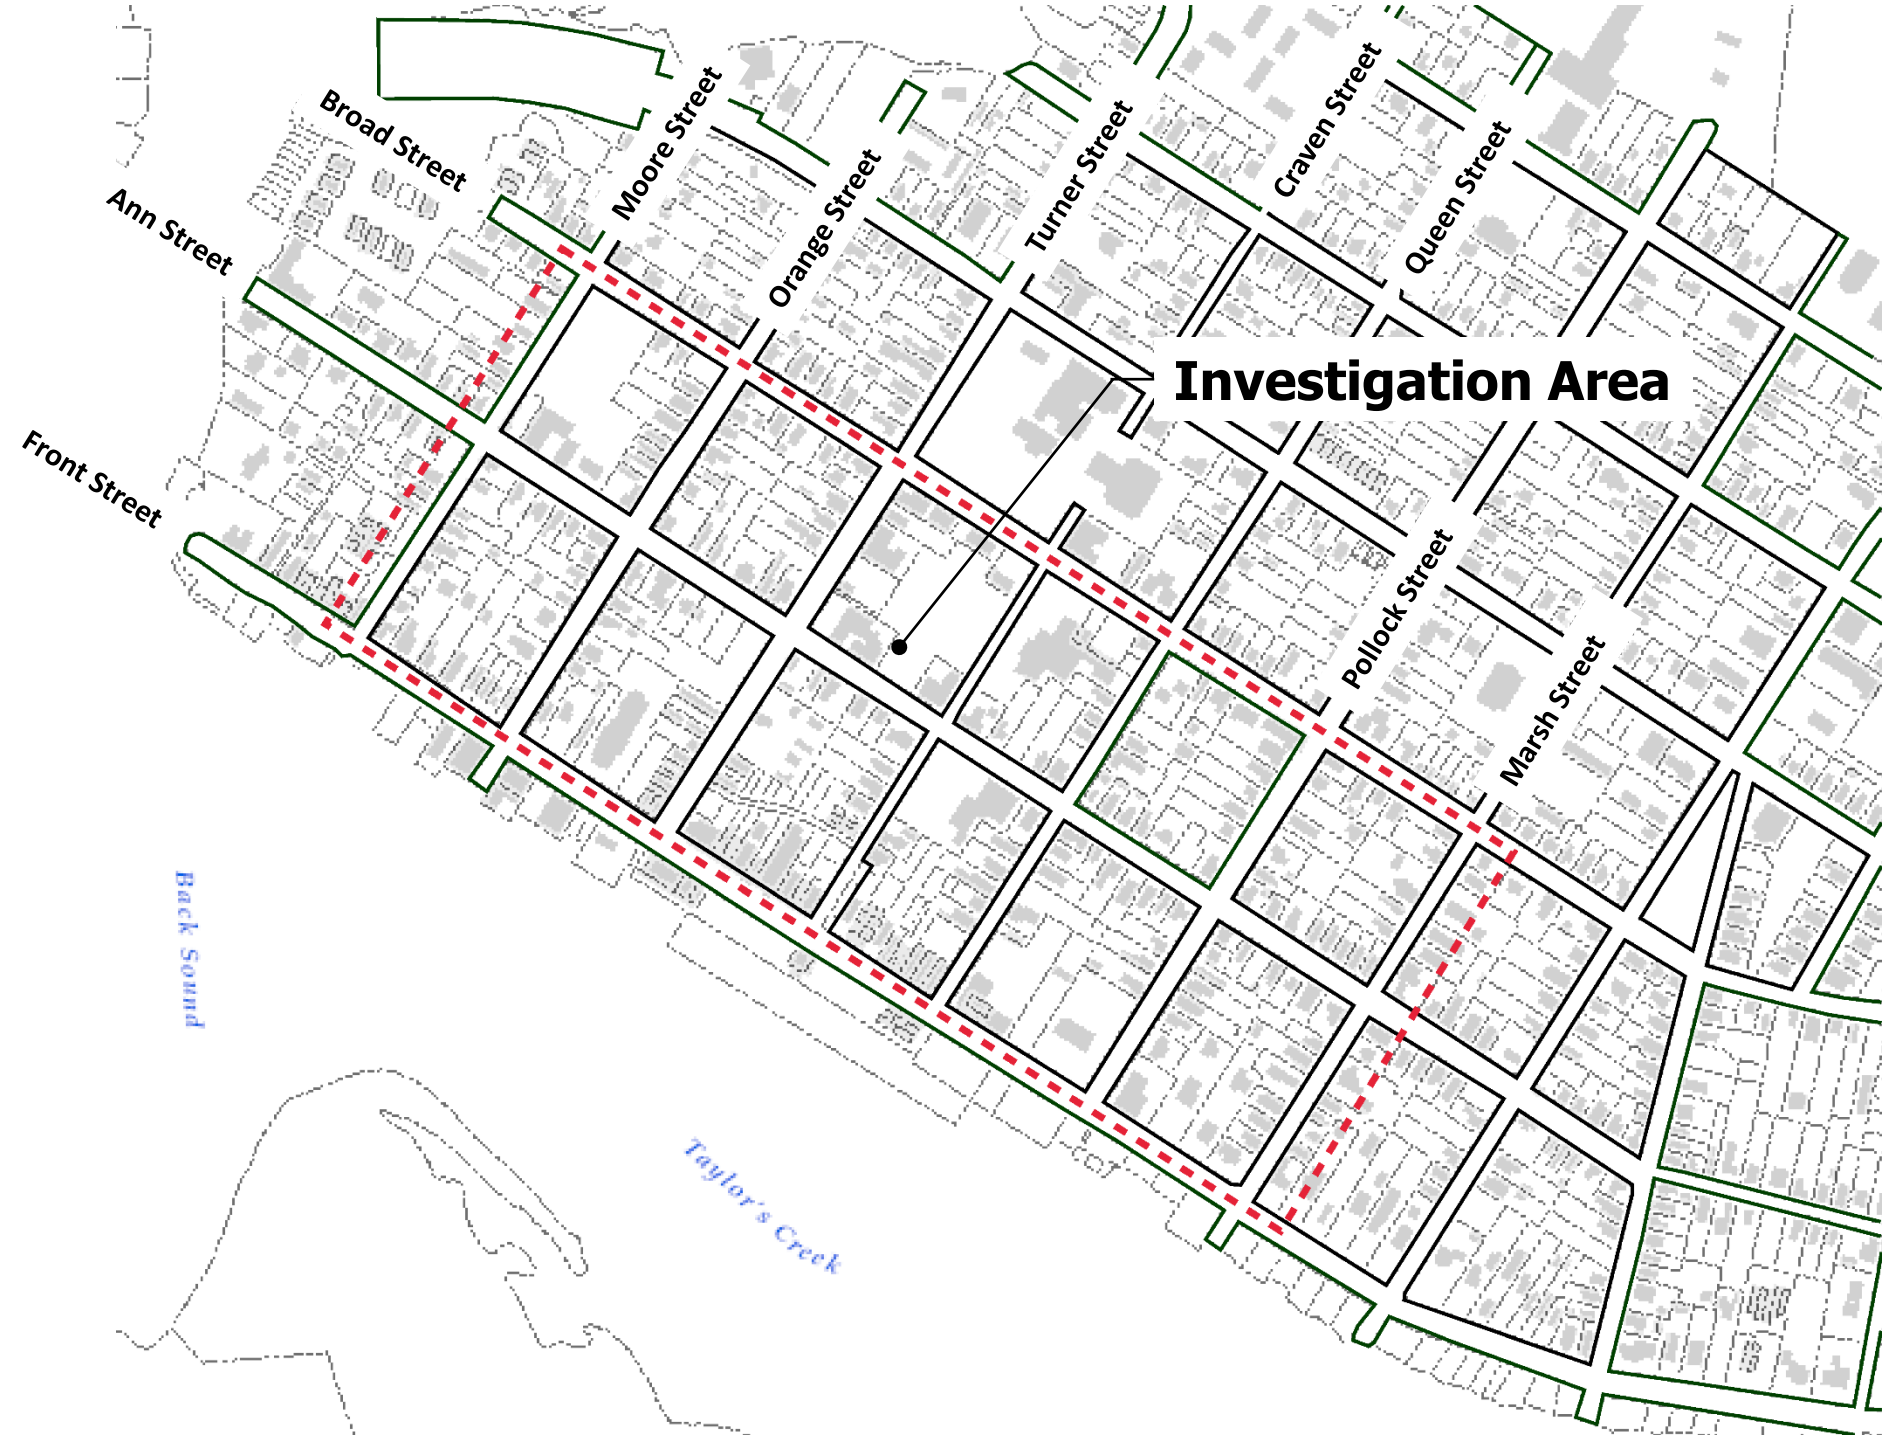 Broad Street
Ann Street
Front Street
Moore Street
Orange Street
Turner Street
Craven Street
Queen Street
Investigation Area
Pollock Street
Marsh Street
Back Sound
Taylor's Creek